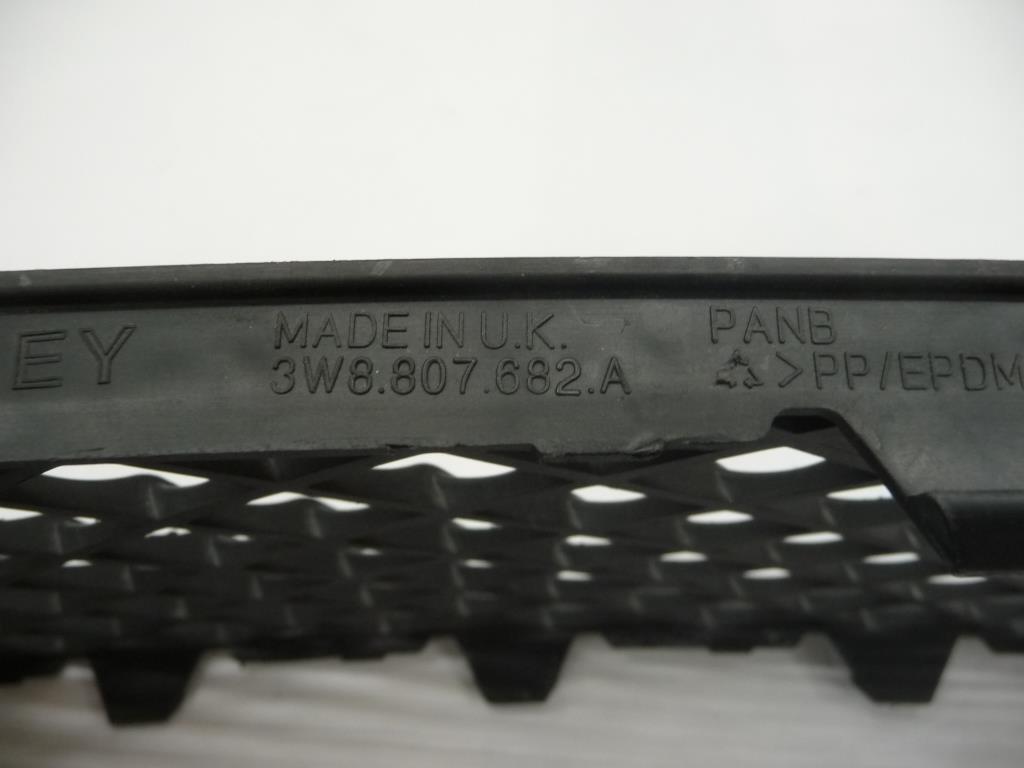 EY
MADE IN U.K.
3W8.807.682.A
PANB
>PP/EPDM